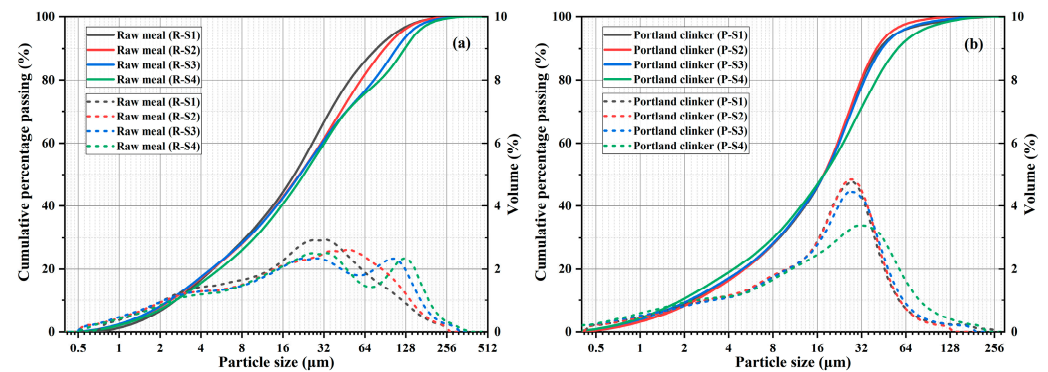 (a)
Raw meal (R-S1)
Raw meal (R-S2)
Raw meal (R-S3)
Raw meal (R-S4)
Raw meal (R-S1)
Raw meal (R-S2)
Raw meal (R-S3)
Raw meal (R-S4)
Cumulative percentage passing (%)
100
80
60
40
20
0
Volume (%)
10
8
6
4
2
0
0.5
1
2
4
8
16
32
64
128
256
512
Particle size (μm)
(b)
Portland clinker (P-S1)
Portland clinker (P-S2)
Portland clinker (P-S3)
Portland clinker (P-S4)
Portland clinker (P-S1)
Portland clinker (P-S2)
Portland clinker (P-S3)
Portland clinker (P-S4)
Cumulative percentage passing (%)
100
80
60
40
20
0
Volume (%)
10
8
6
4
2
0
0.5
1
2
4
8
16
32
64
128
256
Particle size (μm)